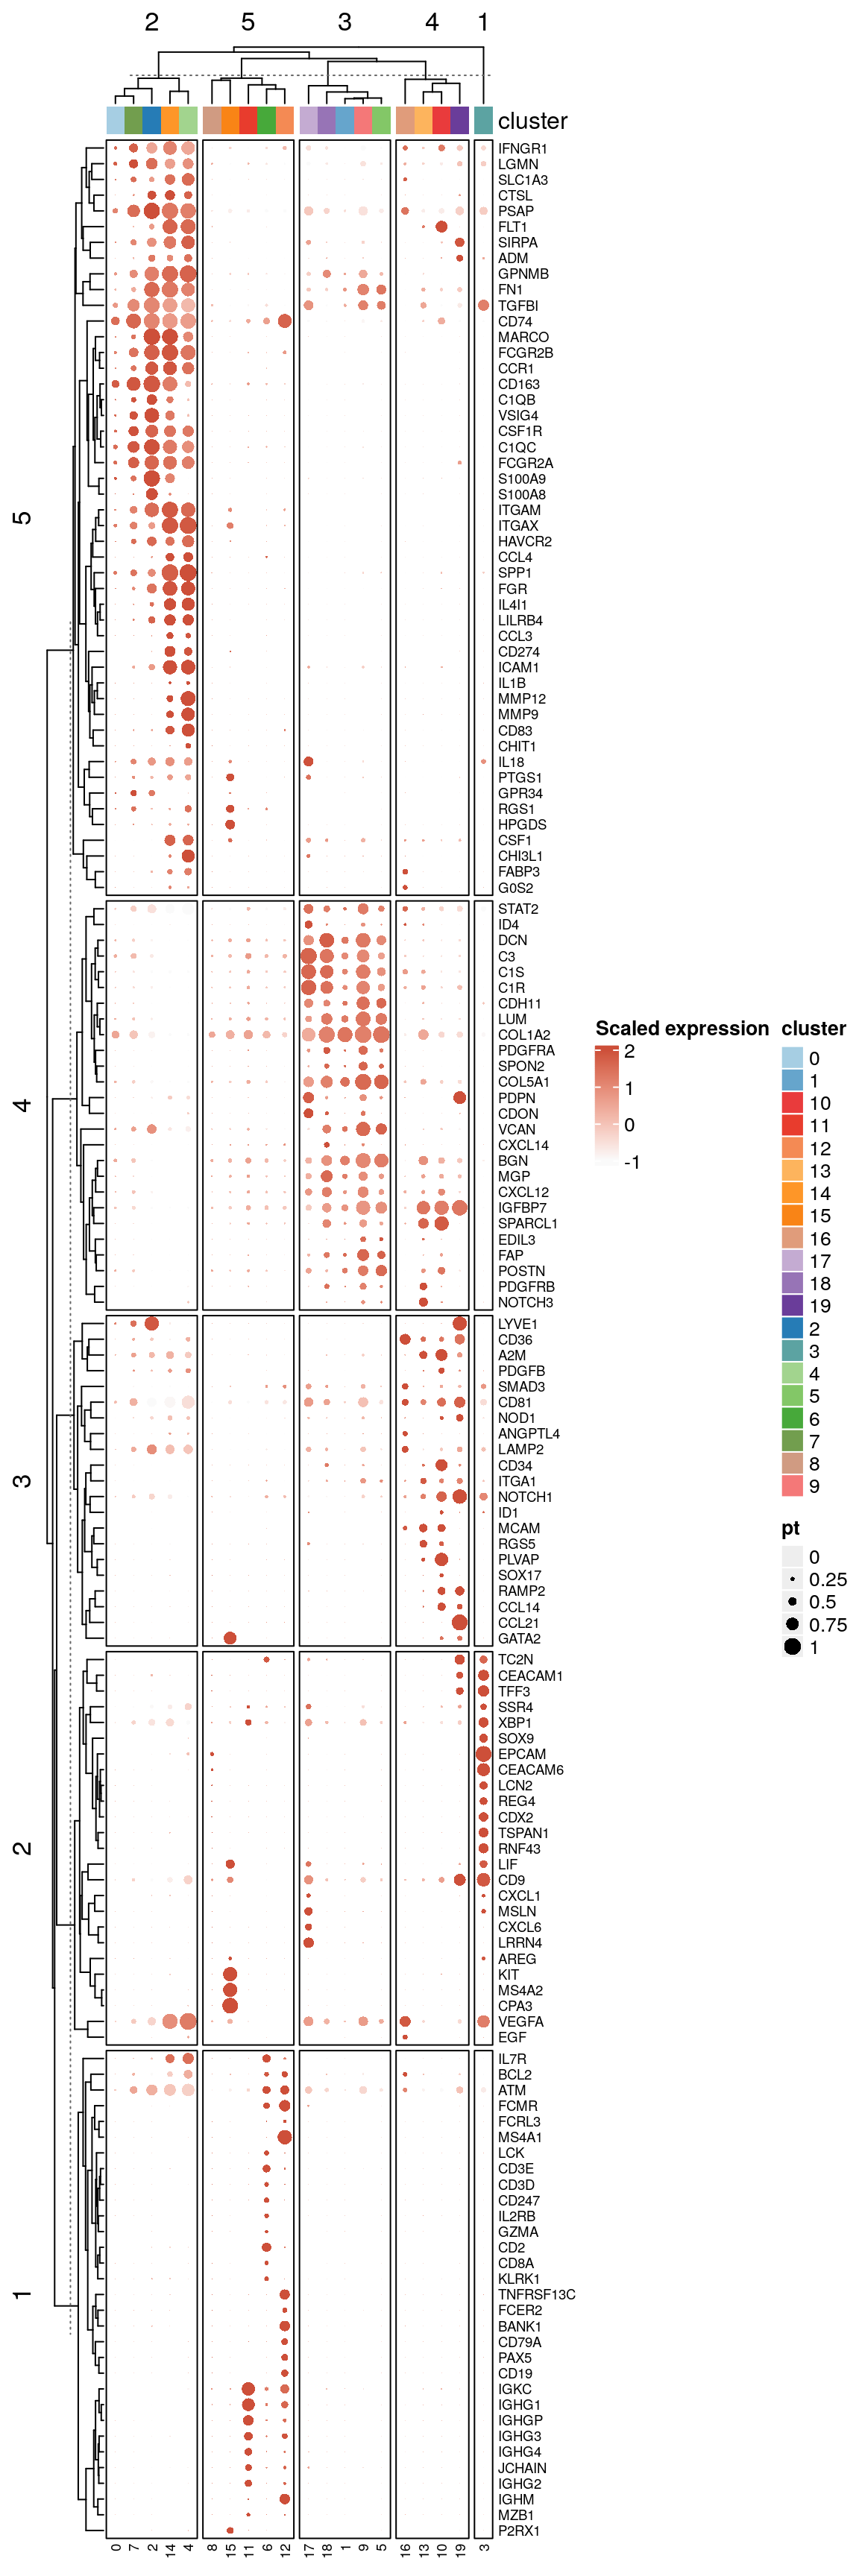 2 5 3 4 1
cluster
IFNGR1
LGMN
SLC1A3
CTSL
PSAP
FLT1
SIRPA
ADM
GPNMB
FN1
TGFBI
CD74
MARCO
FCGR2B
CCR1
CD163
C1QB
VSIG4
CSF1R
C1QC
FCGR2A
S100A9
S100A8
ITGAM
5
ITGAX
HAVCR2
CCL4
SPP1
FGR
IL4I1
LILRB4
CCL3
CD274
ICAM1
IL1B
MMP12
MMP9
CD83
CHIT1
IL18
PTGS1
GPR34
RGS1
HPGDS
CSF1
CHI3L1
FABP3
G0S2
STAT2
ID4
DCN
C3
C1S
C1R
CDH11
LUM
COL1A2
PDGFRA
SPON2
COL5A1
PDPN
4
CDON
VCAN
CXCL14
BGN
MGP
CXCL12
IGFBP7
SPARCL1
EDIL3
FAP
POSTN
PDGFRB
NOTCH3
LYVE1
CD36
A2M
PDGFB
SMAD3
CD81
NOD1
ANGPTL4
LAMP2
CD34
3
ITGA1
NOTCH1
ID1
MCAM
RGS5
PLVAP
SOX17
RAMP2
CCL14
CCL21
GATA2
TC2N
CEACAM1
TFF3
SSR4
XBP1
SOX9
EPCAM
CEACAM6
LCN2
REG4
CDX2
TSPAN1
2
RNF43
LIF
CD9
CXCL1
MSLN
CXCL6
LRRN4
AREG
KIT
MS4A2
CPA3
VEGFA
EGF
IL7R
BCL2
ATM
FCMR
FCRL3
MS4A1
LCK
CD3E
CD3D
CD247
IL2RB
GZMA
CD2
CD8A
KLRK1
1
TNFRSF13C
FCER2
BANK1
CD79A
PAX5
CD19
IGKC
IGHG1
IGHGP
IGHG3
IGHG4
JCHAIN
IGHG2
IGHM
MZB1
P2RX1
0 7 2 14 4 8 15 11 6 12 17 18 1 9 5 16 13 10 19 3
Scaled expression
2
1
0
-1
cluster
0
1
10
11
12
13
14
15
16
17
18
19
2
3
4
5
6
7
8
9
pt
0
0.25
0.5
0.75
1